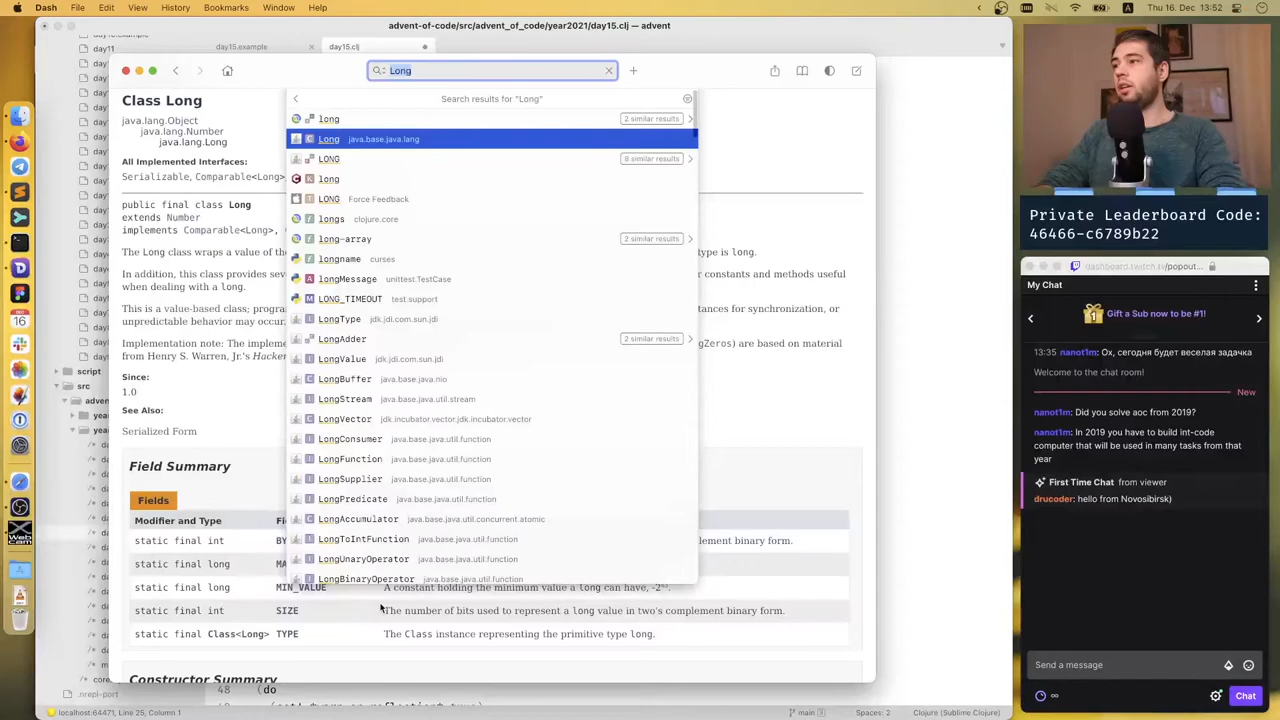 Dash File Edit View History Bookmarks Window Help
A Thu 16. Dec 13:52
advent-of-code/src/advent_of_code/year2021/day15.clj — advent
day11
day15.example
day15.clj
Long
Class Long
java.lang.Object
java.lang.Number
java.lang.Long
All Implemented Interfaces:
Serializable, Comparable<Long>
public final class Long
extends Number
implements Comparable<Long>,
The Long class wraps a value of the
type is long.
In addition, this class provides sev
r constants and methods useful
when dealing with a long.
This is a value-based class; progra
tances for synchronization, or
unpredictable behavior may occur.
Implementation note: The
gZeros) are based on material
from Henry S. Warren, Jr.'s Hacker
Since:
1.0
See Also:
Serialized Form
Field Summary
Fields
Modifier and Type
static final int
static final long
static final long MIN_VALUE A constant holding the minimum value a long can have, -2⁶³.
static final int SIZE The number of bits used to represent a long value in two's complement binary form.
static final Class<Long> TYPE The Class instance representing the primitive type long.
lement binary form.
Constructor Summary
Search results for "Long"
long 2 similar results
Long java.base.java.lang
LONG 8 similar results
long
LONG Force Feedback
longs clojure.core
long-array 2 similar results
longname curses
longMessage unittest.TestCase
LONG_TIMEOUT test.support
LongType jdk.jdi.com.sun.jdi
LongAdder 2 similar results
LongValue jdk.jdi.com.sun.jdi
LongBuffer java.base.java.nio
LongStream java.base.java.util.stream
LongVector jdk.incubator.vector.jdk.incubator.vector
LongConsumer java.base.java.util.function
LongFunction java.base.java.util.function
LongSupplier java.base.java.util.function
LongPredicate java.base.java.util.function
LongAccumulator java.base.java.util.concurrent.atomic
LongToIntFunction java.base.java.util.function
LongUnaryOperator java.base.java.util.function
LongBinaryOperator java.base.java.util.function
script
src
.nrepl-port
48 (do
localhost:64471, Line 25, Column 1
main
Spaces: 2
Clojure (Sublime Clojure)
Private Leaderboard Code:
46466-c6789b22
dashboard.twitch.tv/popout...
My Chat
Gift a Sub now to be #1!
13:35 nanot1m: Ох, сегодня будет веселая задачка
Welcome to the chat room!
New
nanot1m: Did you solve aoc from 2019?
nanot1m: In 2019 you have to build int-code
computer that will be used in many tasks from that
year
First Time Chat from viewer
drucoder: hello from Novosibirsk)
Send a message
Chat